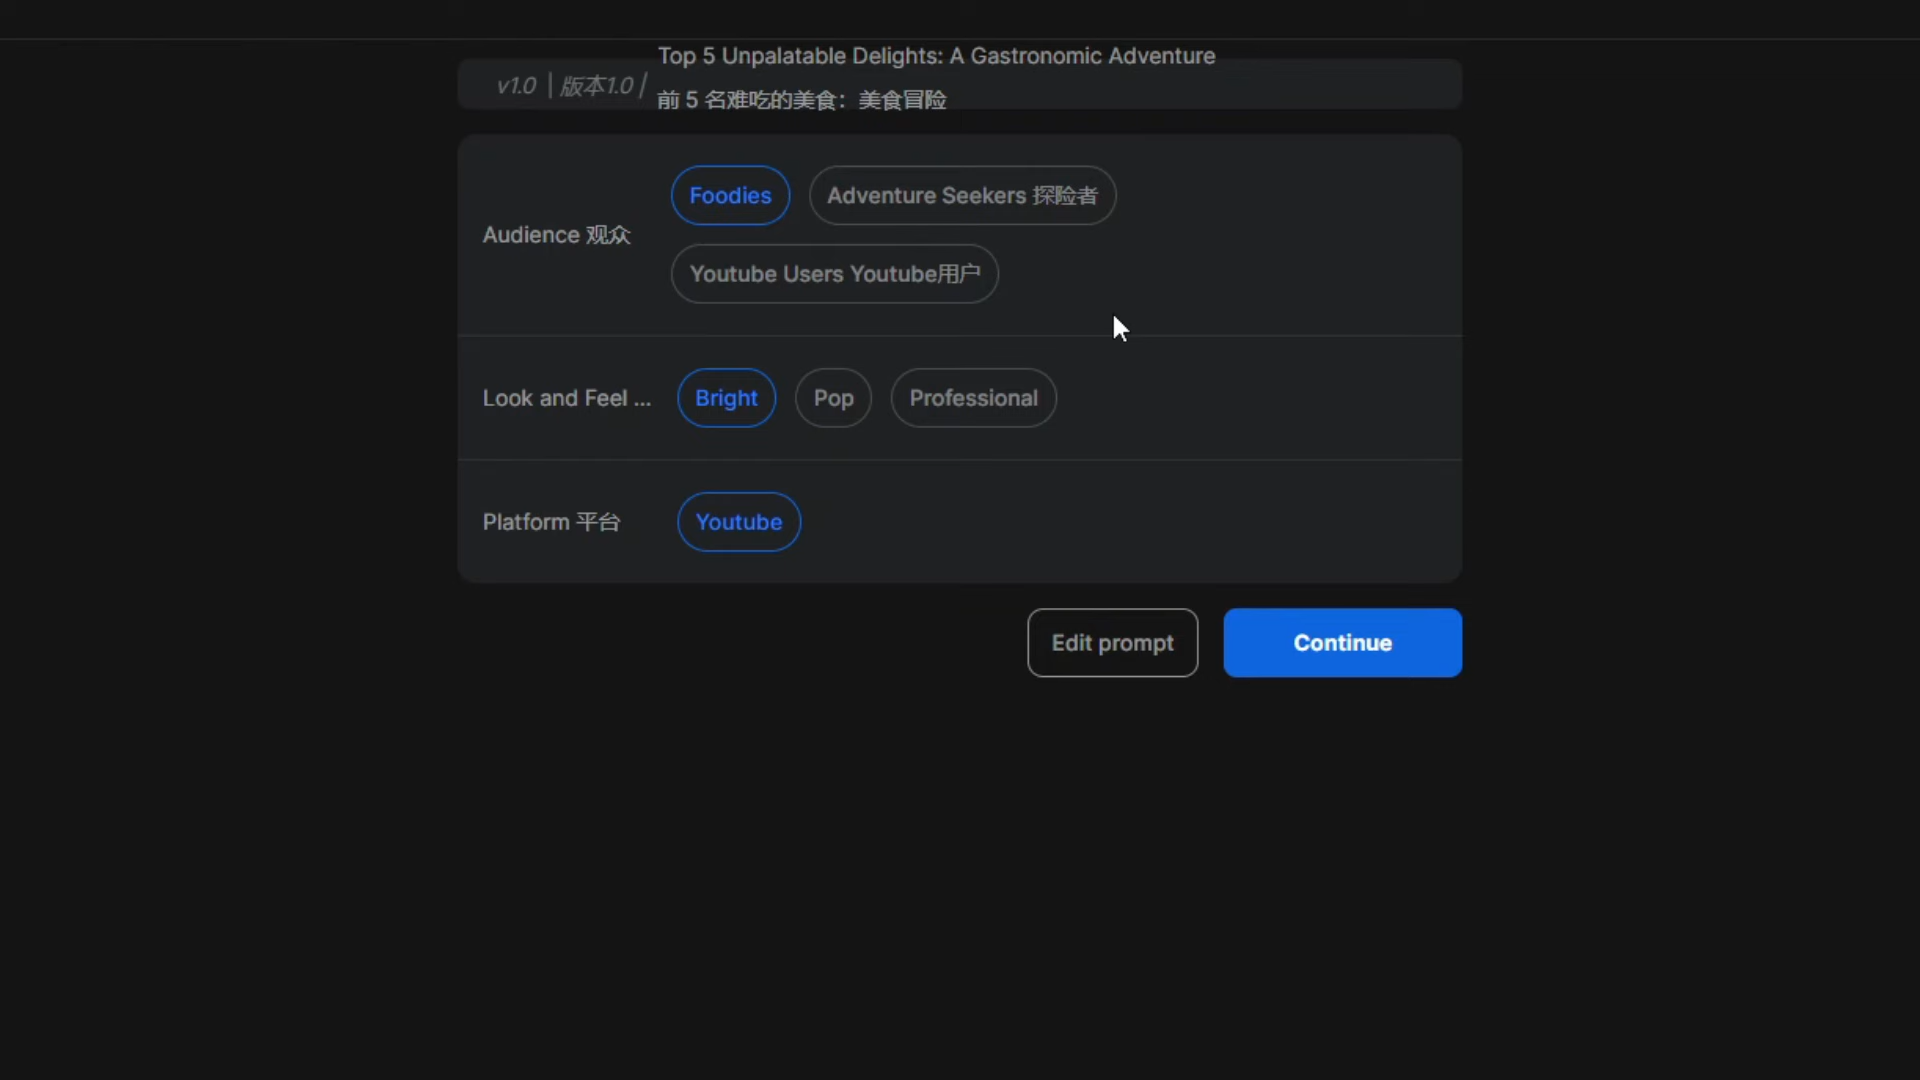 Top 5 Unpalatable Delights: A Gastronomic Adventure
v1.0 | 版本1.0 |
前 5 名难吃的美食：美食冒险
Audience 观众
Foodies
Adventure Seekers 探险者
Youtube Users Youtube用户
Look and Feel ...
Bright
Pop
Professional
Platform 平台
Youtube
Edit prompt
Continue